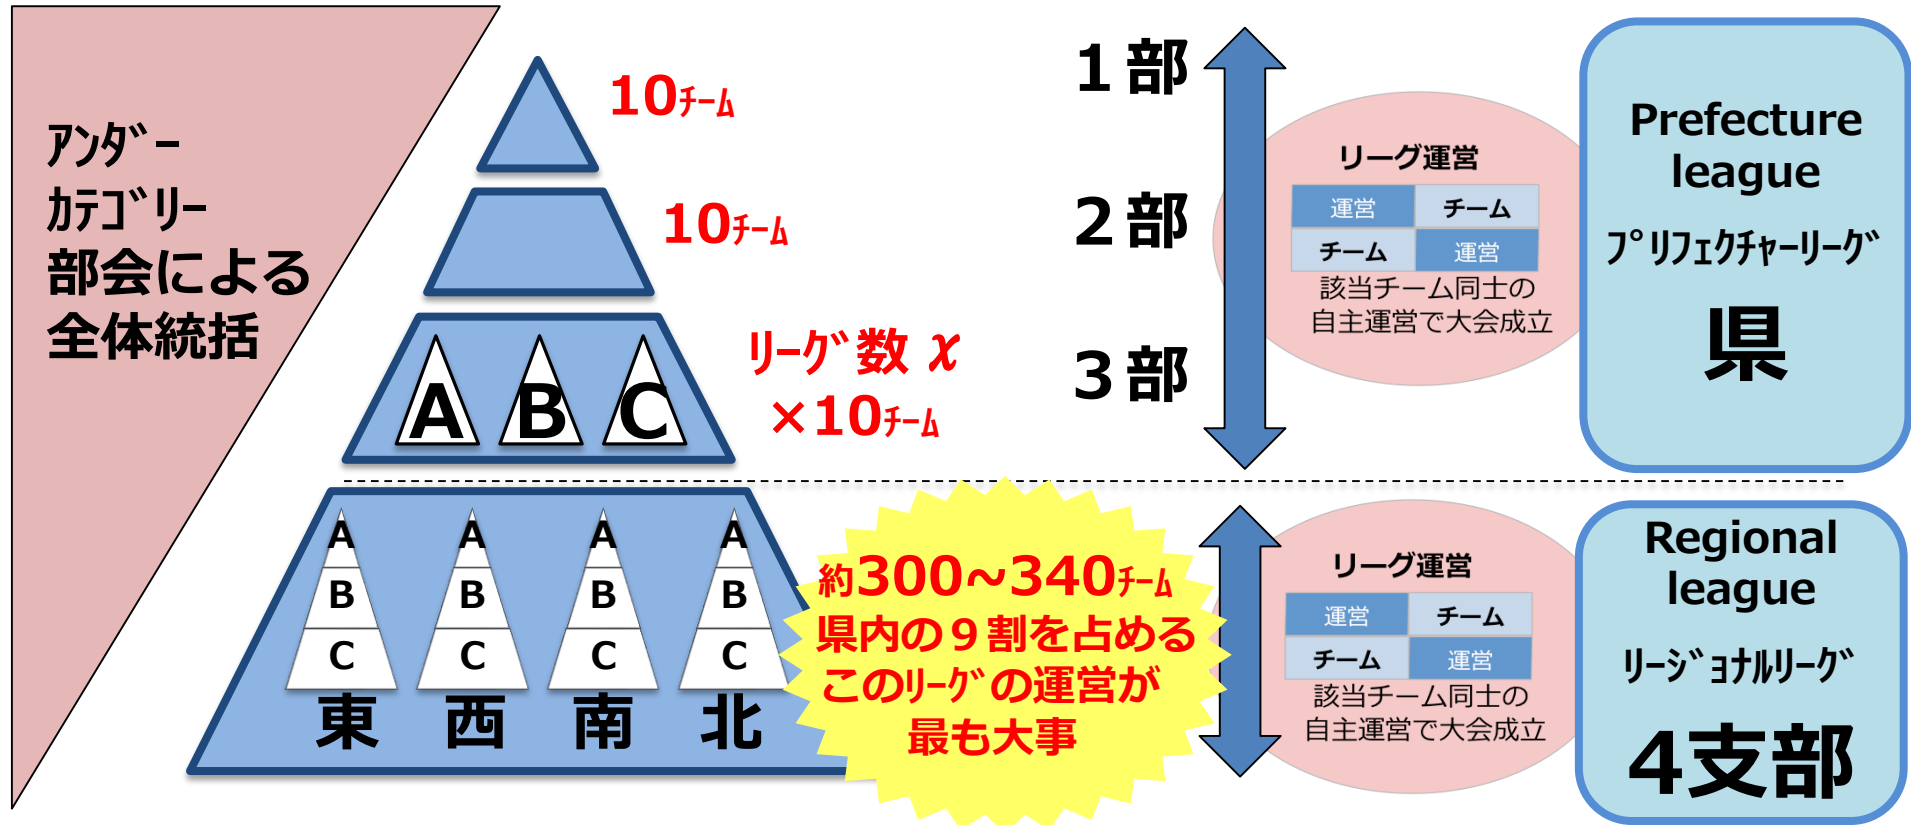 ｱﾝﾀﾞｰ
ｶﾃｺﾞﾘｰ
部会による
全体統括
10ﾁｰﾑ
10ﾁｰﾑ
A B C
ﾘｰｸﾞ数 x
×10ﾁｰﾑ
１部
２部
３部
リーグ運営
運営 チーム
チーム 運営
該当チーム同士の
自主運営で大会成立
Prefecture
league
ﾌﾟﾘﾌｪｸﾁｬｰﾘｰｸﾞ
県
A A A A
B B B B
C C C C
東 西 南 北
約300~340ﾁｰﾑ
県内の９割を占める
このﾘｰｸﾞの運営が
最も大事
リーグ運営
運営 チーム
チーム 運営
該当チーム同士の
自主運営で大会成立
Regional
league
ﾘｰｼﾞｮﾅﾙﾘｰｸﾞ
4支部